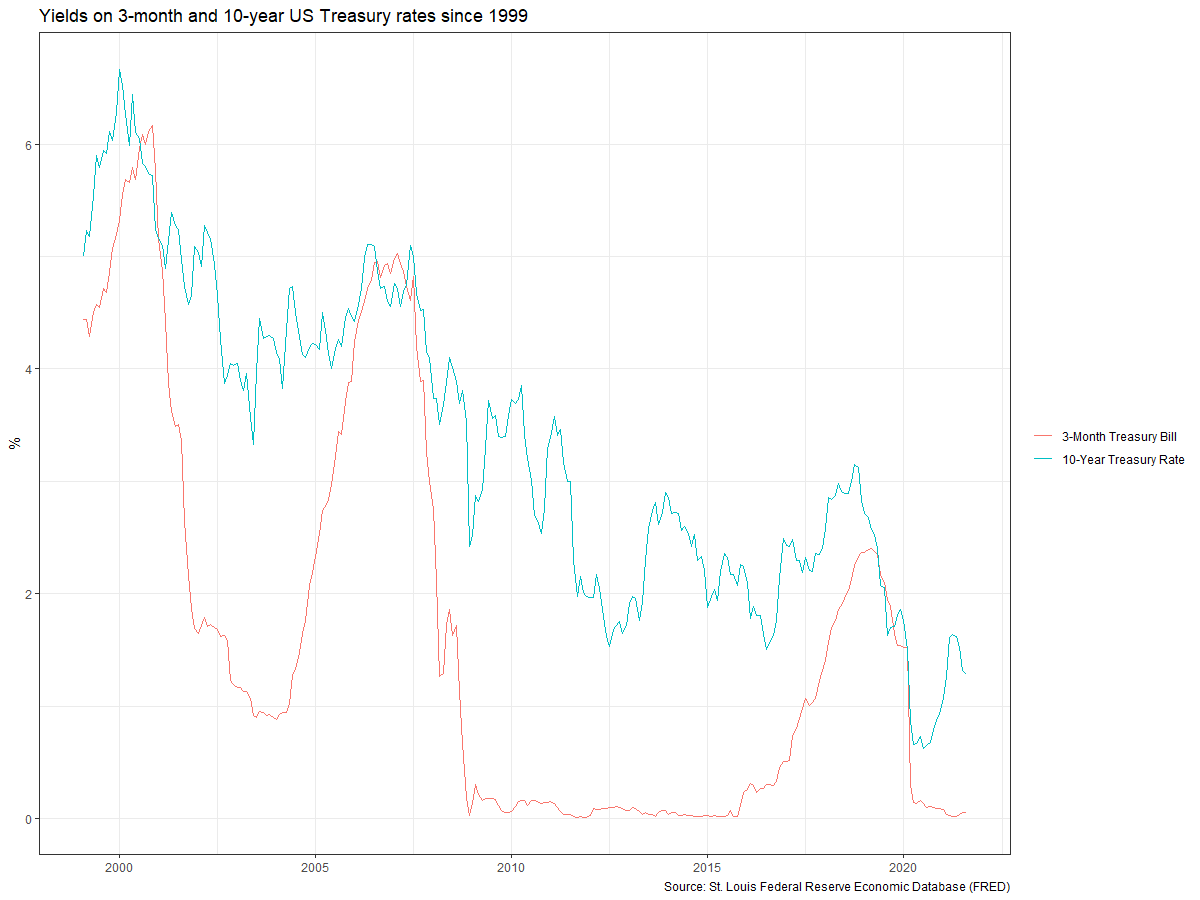 Yields on 3-month and 10-year US Treasury rates since 1999
6
4
2
0
%
2000 2005 2010 2015 2020
3-Month Treasury Bill
10-Year Treasury Rate
Source: St. Louis Federal Reserve Economic Database (FRED)